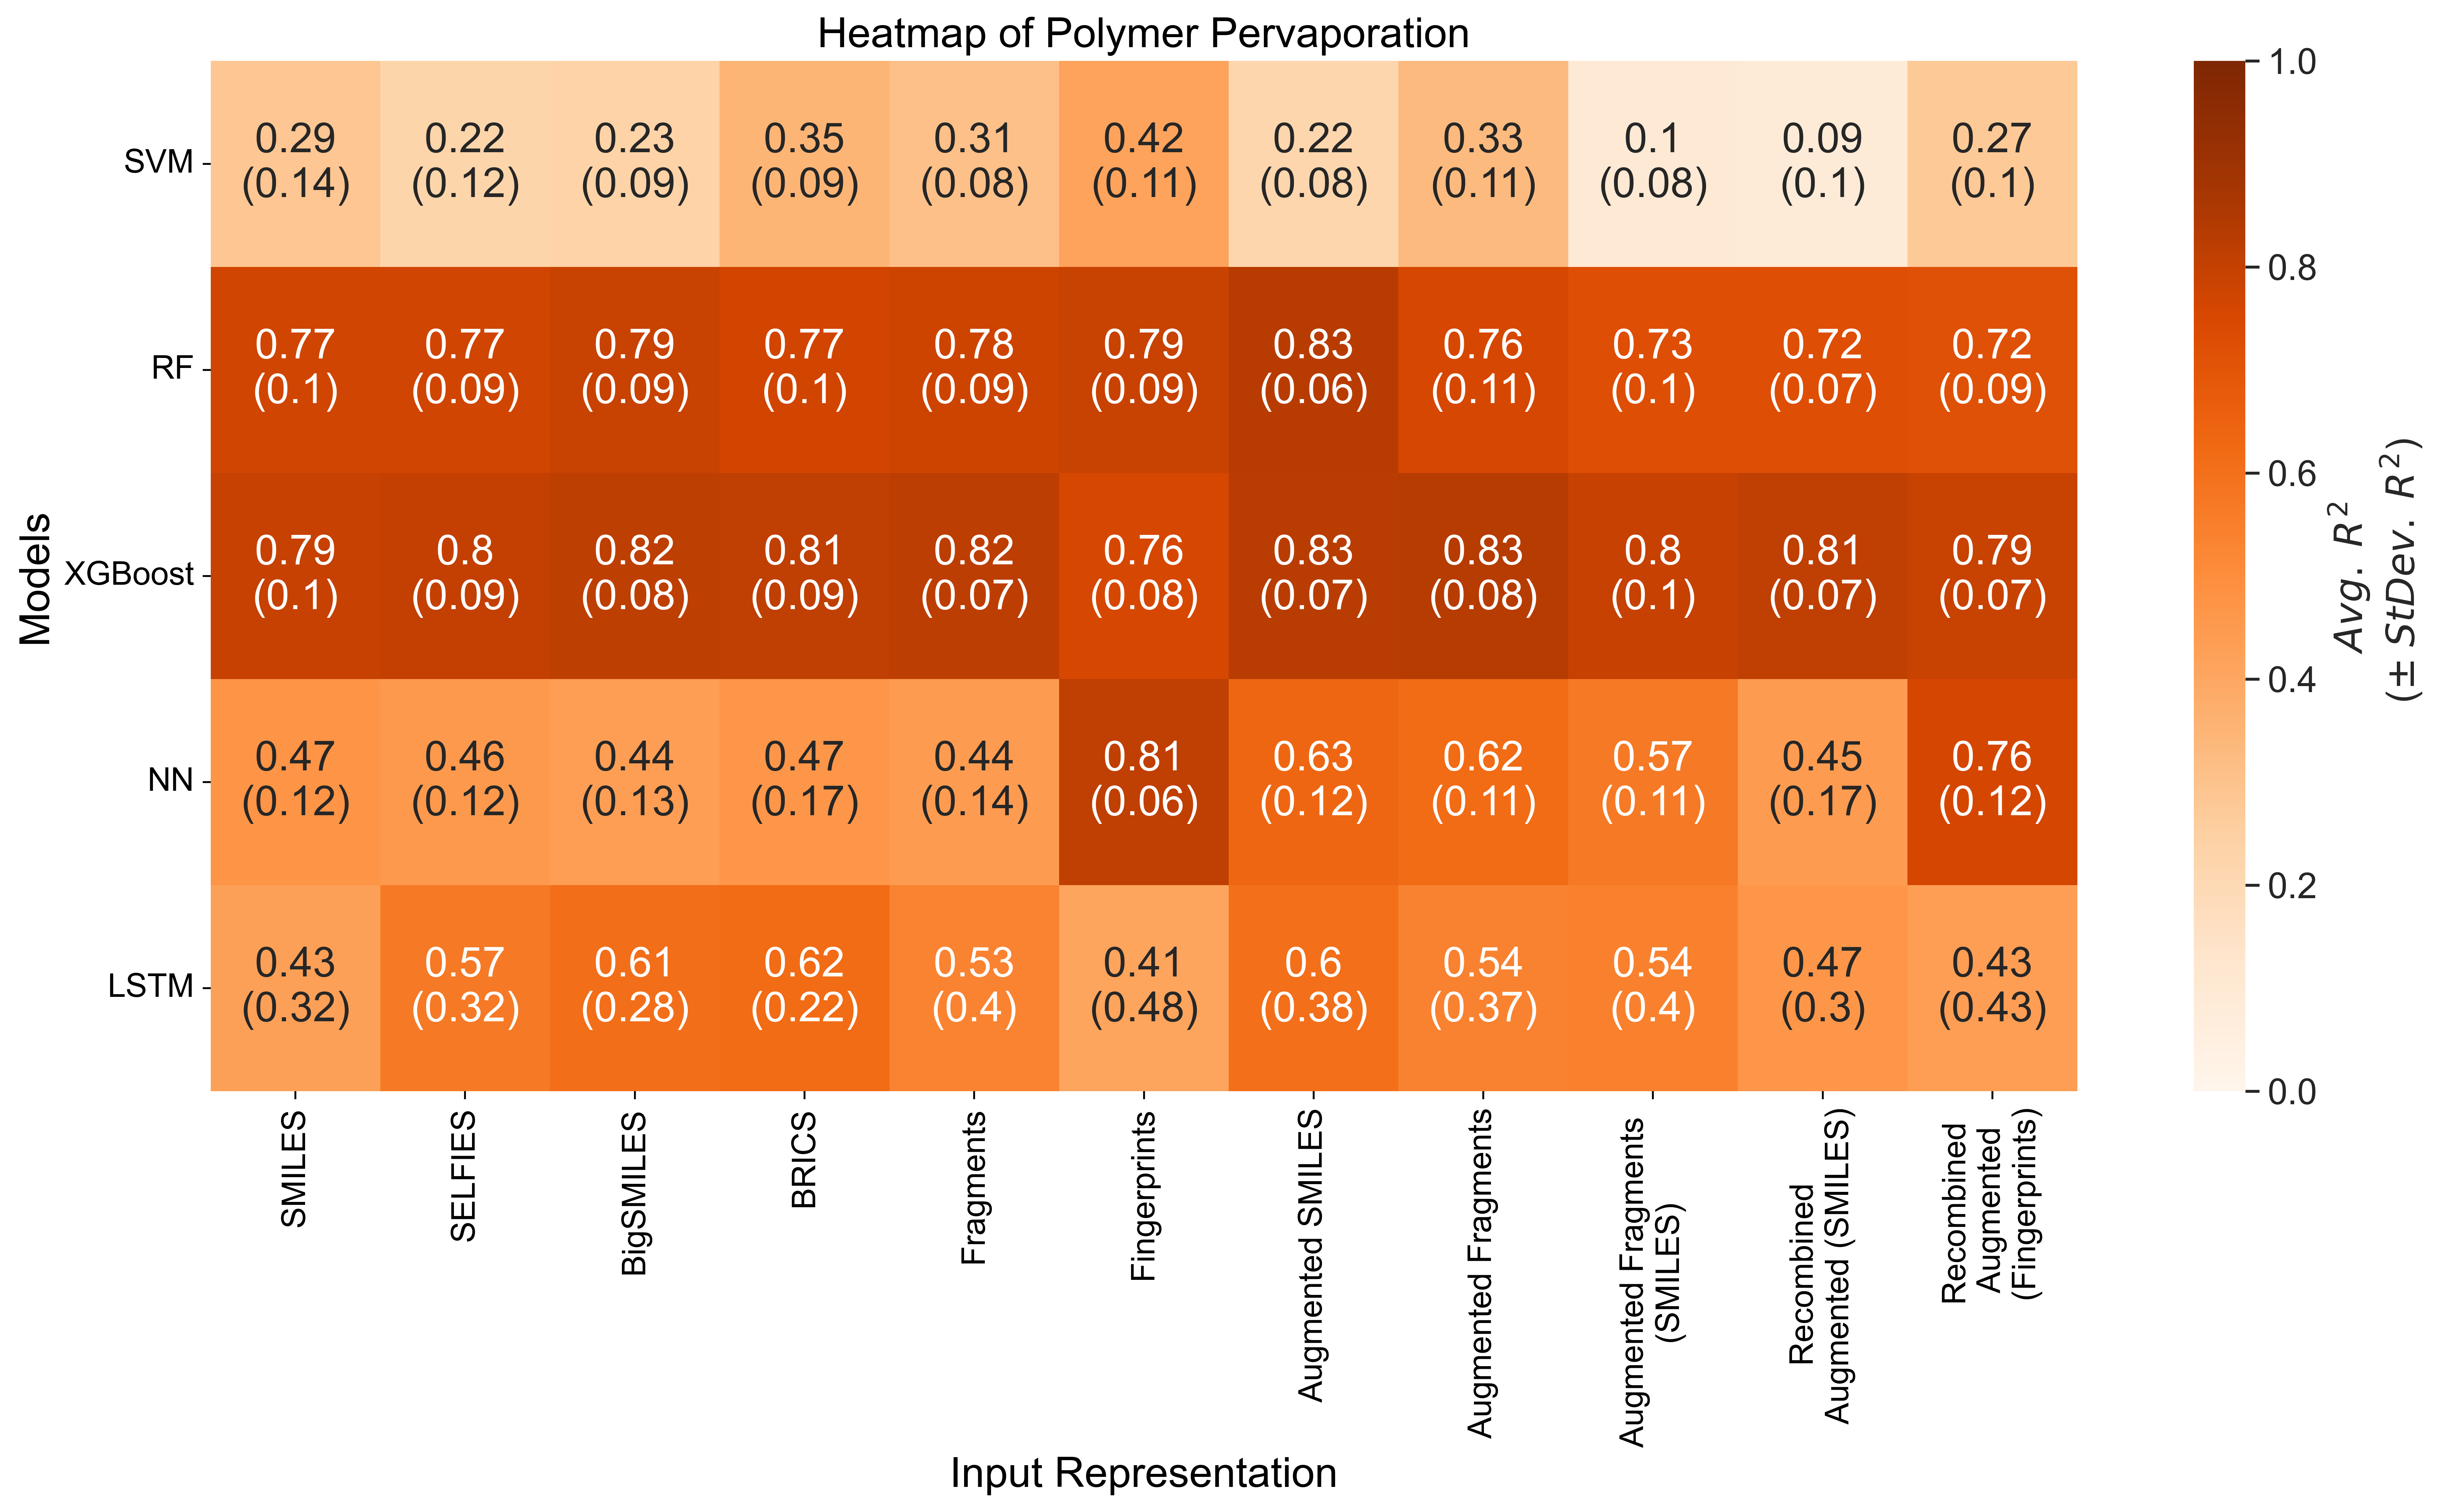 Heatmap of Polymer Pervaporation
Models
SVM
0.29 0.22 0.23 0.35 0.31 0.42 0.22 0.33 0.1 0.09 0.27
(0.14) (0.12) (0.09) (0.09) (0.08) (0.11) (0.08) (0.11) (0.08) (0.1) (0.1)
RF
0.77 0.77 0.79 0.77 0.78 0.79 0.83 0.76 0.73 0.72 0.72
(0.1) (0.09) (0.09) (0.1) (0.09) (0.09) (0.06) (0.11) (0.1) (0.07) (0.09)
XGBoost
0.79 0.8 0.82 0.81 0.82 0.76 0.83 0.83 0.8 0.81 0.79
(0.1) (0.09) (0.08) (0.09) (0.07) (0.08) (0.07) (0.08) (0.1) (0.07) (0.07)
NN
0.47 0.46 0.44 0.47 0.44 0.81 0.63 0.62 0.57 0.45 0.76
(0.12) (0.12) (0.13) (0.17) (0.14) (0.06) (0.12) (0.11) (0.11) (0.17) (0.12)
LSTM
0.43 0.57 0.61 0.62 0.53 0.41 0.6 0.54 0.54 0.47 0.43
(0.32) (0.32) (0.28) (0.22) (0.4) (0.48) (0.38) (0.37) (0.4) (0.3) (0.43)
SMILES
SELFIES
BigSMILES
BRICS
Fragments
Fingerprints
Augmented SMILES
Augmented Fragments
Augmented Fragments
(SMILES)
Recombined
Augmented (SMILES)
Recombined
Augmented
(Fingerprints)
Input Representation
1.0
0.8
0.6
0.4
0.2
0.0
Avg. R²
(± StDev. R²)